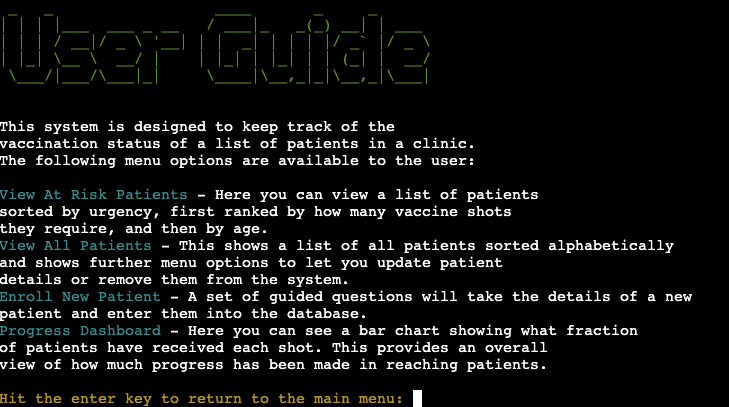 User Guide
This system is designed to keep track of the
vaccination status of a list of patients in a clinic.
The following menu options are available to the user:
View At Risk Patients - Here you can view a list of patients
sorted by urgency, first ranked by how many vaccine shots
they require, and then by age.
View All Patients - This shows a list of all patients sorted alphabetically
and shows further menu options to let you update patient
details or remove them from the system.
Enroll New Patient - A set of guided questions will take the details of a new
patient and enter them into the database.
Progress Dashboard - Here you can see a bar chart showing what fraction
of patients have received each shot. This provides an overall
view of how much progress has been made in reaching patients.
Hit the enter key to return to the main menu: